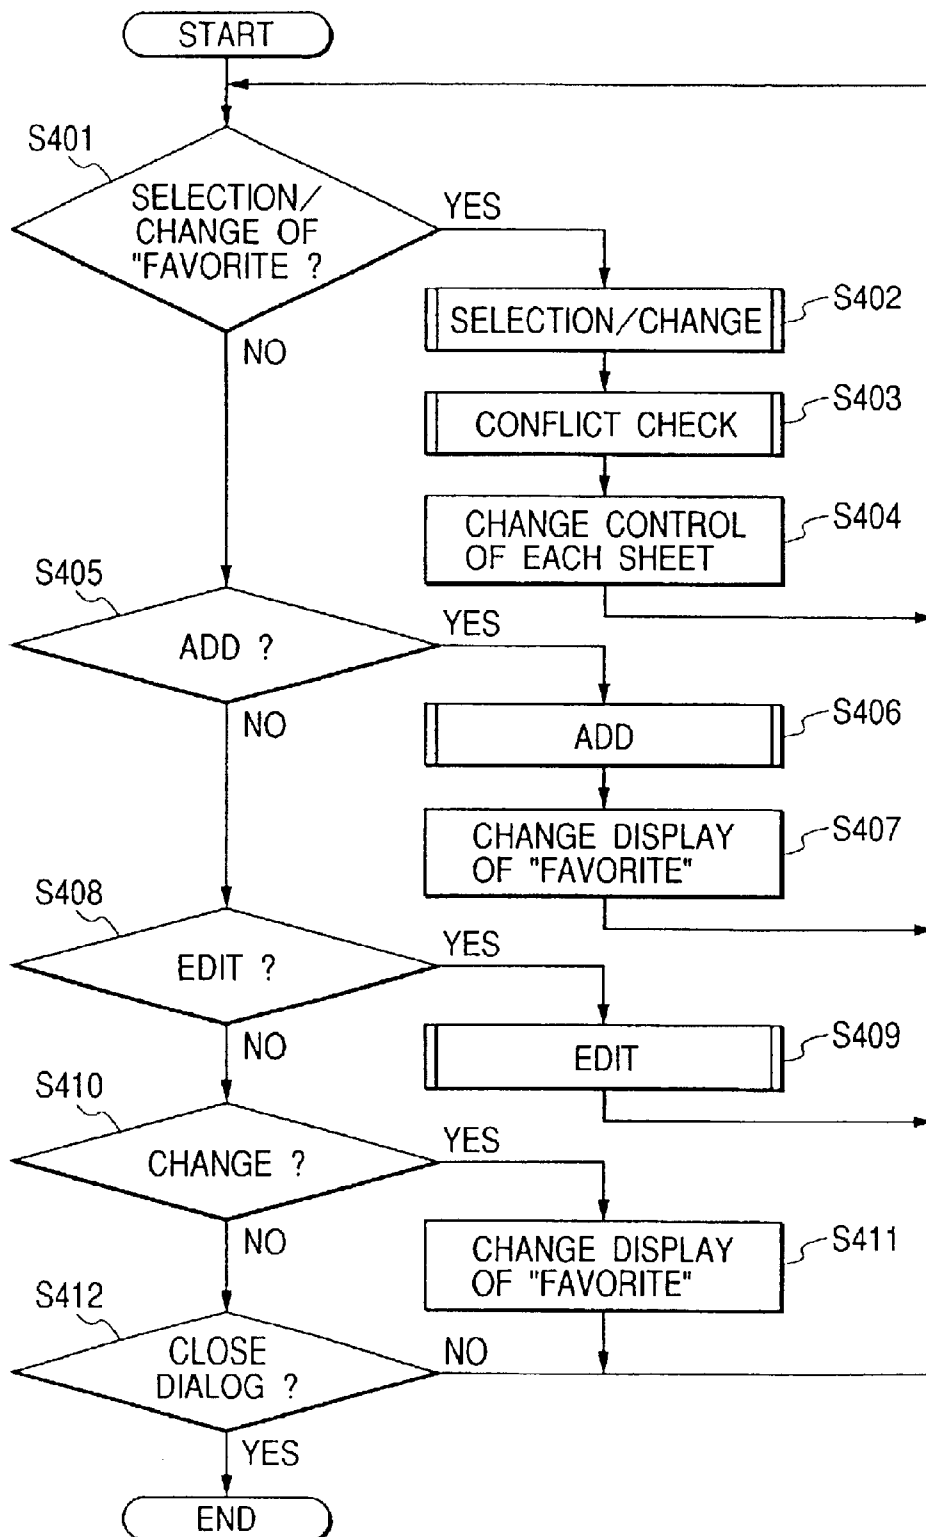 START
S401
SELECTION/
CHANGE OF
"FAVORITE ?
YES
NO
SELECTION/CHANGE
S402
CONFLICT CHECK
S403
CHANGE CONTROL
OF EACH SHEET
S404
S405
ADD ?
YES
NO
ADD
S406
CHANGE DISPLAY
OF "FAVORITE"
S407
S408
EDIT ?
YES
NO
EDIT
S409
S410
CHANGE ?
YES
NO
CHANGE DISPLAY
OF "FAVORITE"
S411
S412
CLOSE
DIALOG ?
NO
YES
END